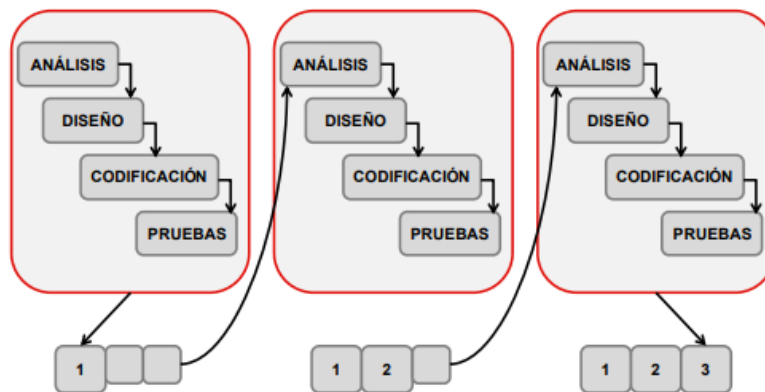 ANÁLISIS
DISEÑO
CODIFICACIÓN
PRUEBAS
1
ANÁLISIS
DISEÑO
CODIFICACIÓN
PRUEBAS
1 2
ANÁLISIS
DISEÑO
CODIFICACIÓN
PRUEBAS
1 2 3